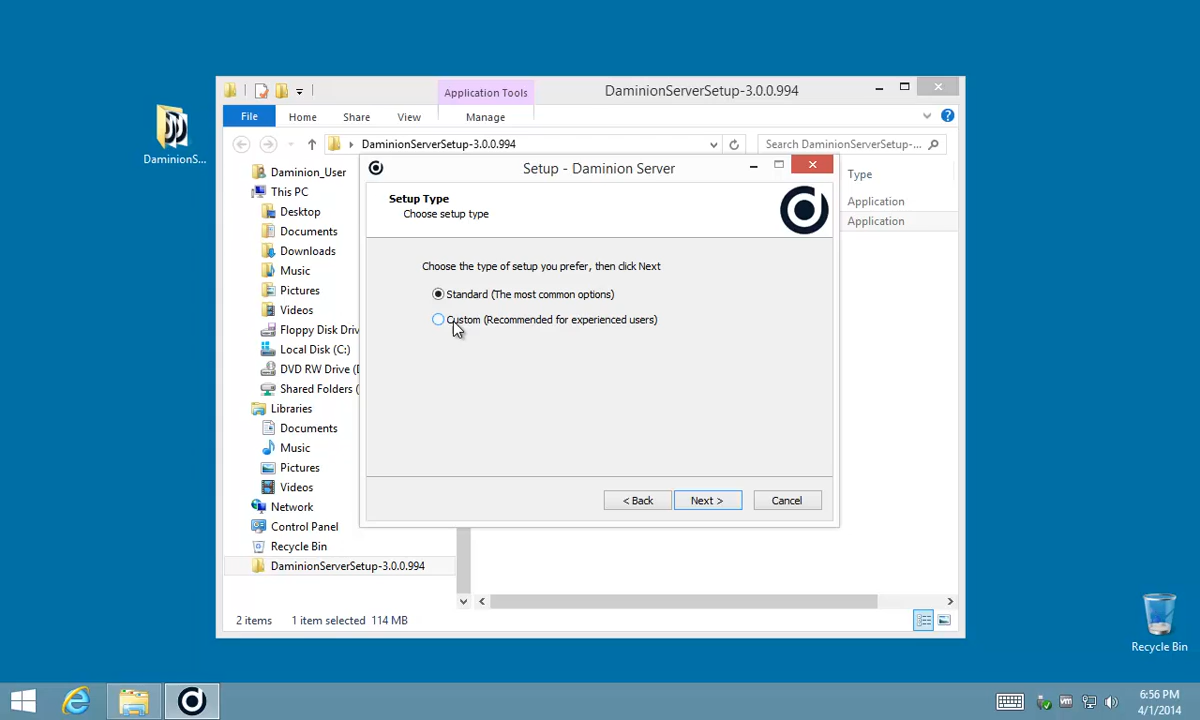 DaminionS...
Application Tools
DaminionServerSetup-3.0.0.994
File
Home
Share
View
Manage
DaminionServerSetup-3.0.0.994
Search DaminionServerSetup-...
Daminion_User
This PC
Desktop
Documents
Downloads
Music
Pictures
Videos
Floppy Disk Driv
Local Disk (C:)
DVD RW Drive (
Shared Folders (
Libraries
Documents
Music
Pictures
Videos
Network
Control Panel
Recycle Bin
DaminionServerSetup-3.0.0.994
Type
Application
Application
Setup - Daminion Server
Setup Type
Choose setup type
Choose the type of setup you prefer, then click Next
Standard (The most common options)
Custom (Recommended for experienced users)
< Back
Next >
Cancel
2 items
1 item selected 114 MB
Recycle Bin
6:56 PM
4/1/2014